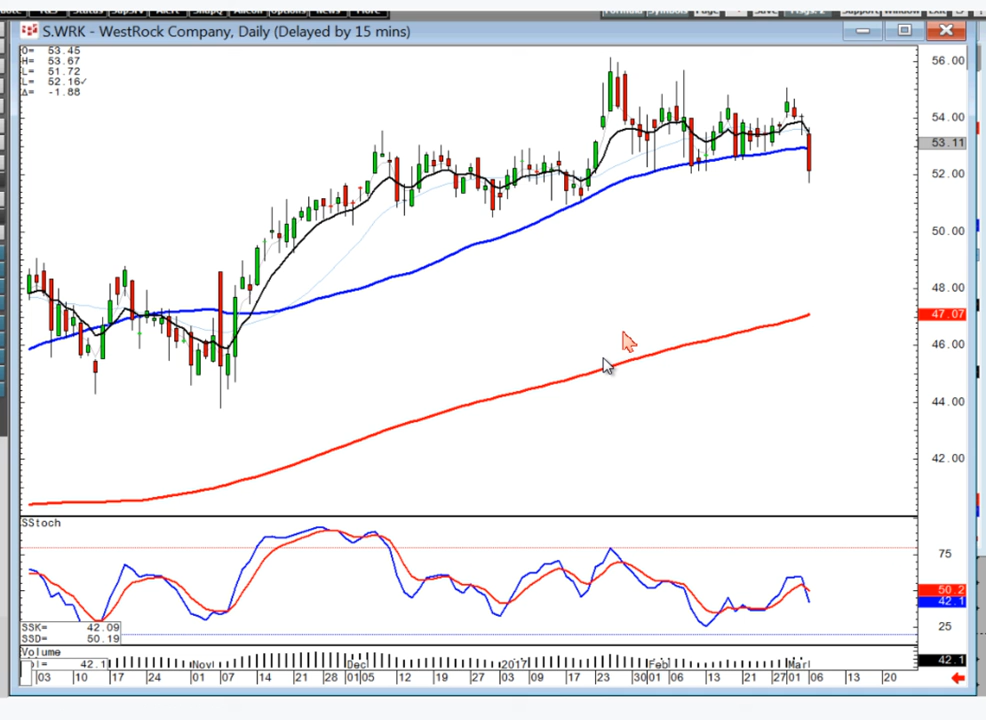 S.WRK - WestRock Company, Daily (Delayed by 15 mins)
O= 53.45
H= 53.67
L= 51.72
L= 52.16✓
Δ= -1.88
56.00
54.00
53.11
52.00
50.00
48.00
47.07
46.00
44.00
42.00
SStoch
75
50.2
42.1
25
SSK= 42.09
SSD= 50.19
Volume
42.1
42.1
03 10 17 24 01 Nov 07 14 21 28 01 Dec 05 12 19 27 2017 03 09 17 23 30 01 Feb 06 13 21 27 01 Mar 06 13 20